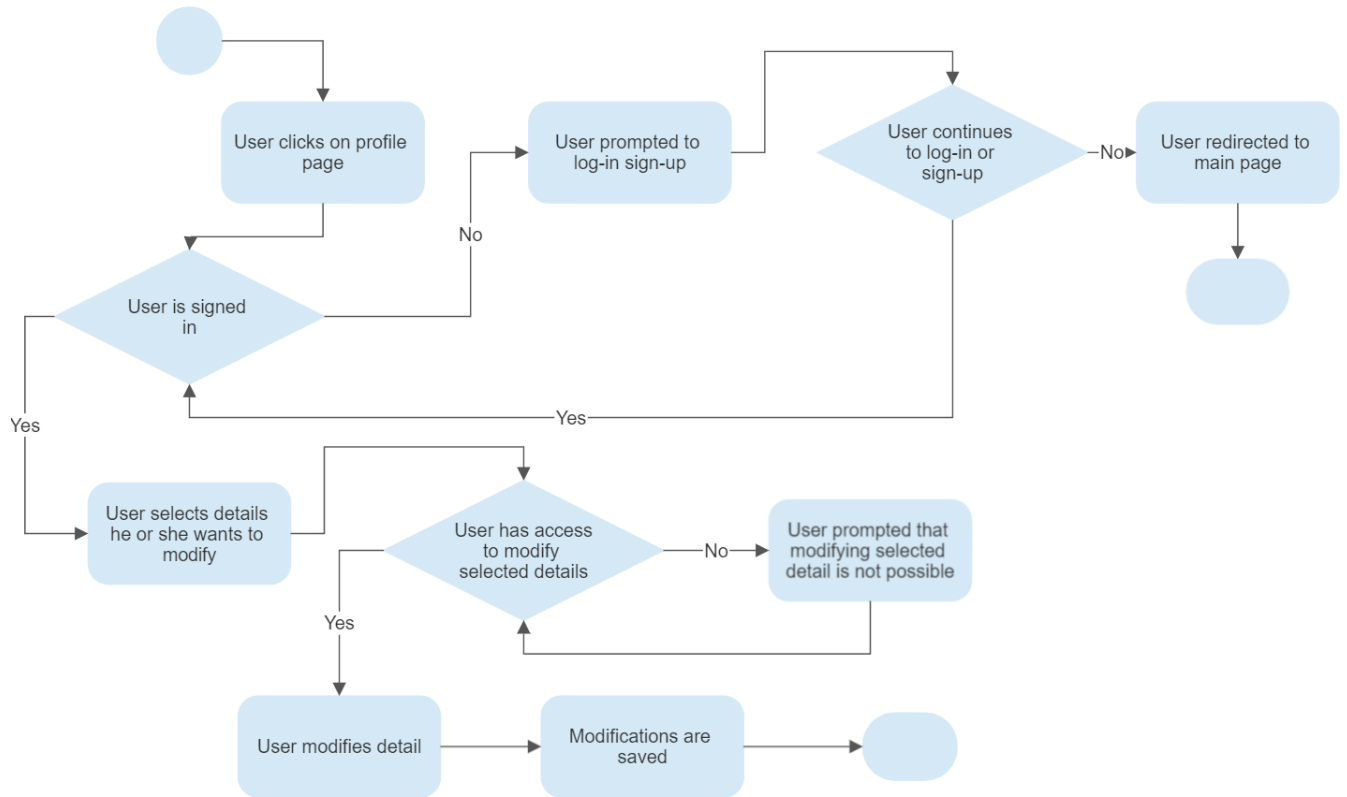 User clicks on profile
page
User prompted to
log-in sign-up
User continues
to log-in or
sign-up
No
User redirected to
main page
No
User is signed
in
Yes
Yes
User selects details
he or she wants to
modify
User has access
to modify
selected details
No
User prompted that
modifying selected
detail is not possible
Yes
User modifies detail
Modifications are
saved